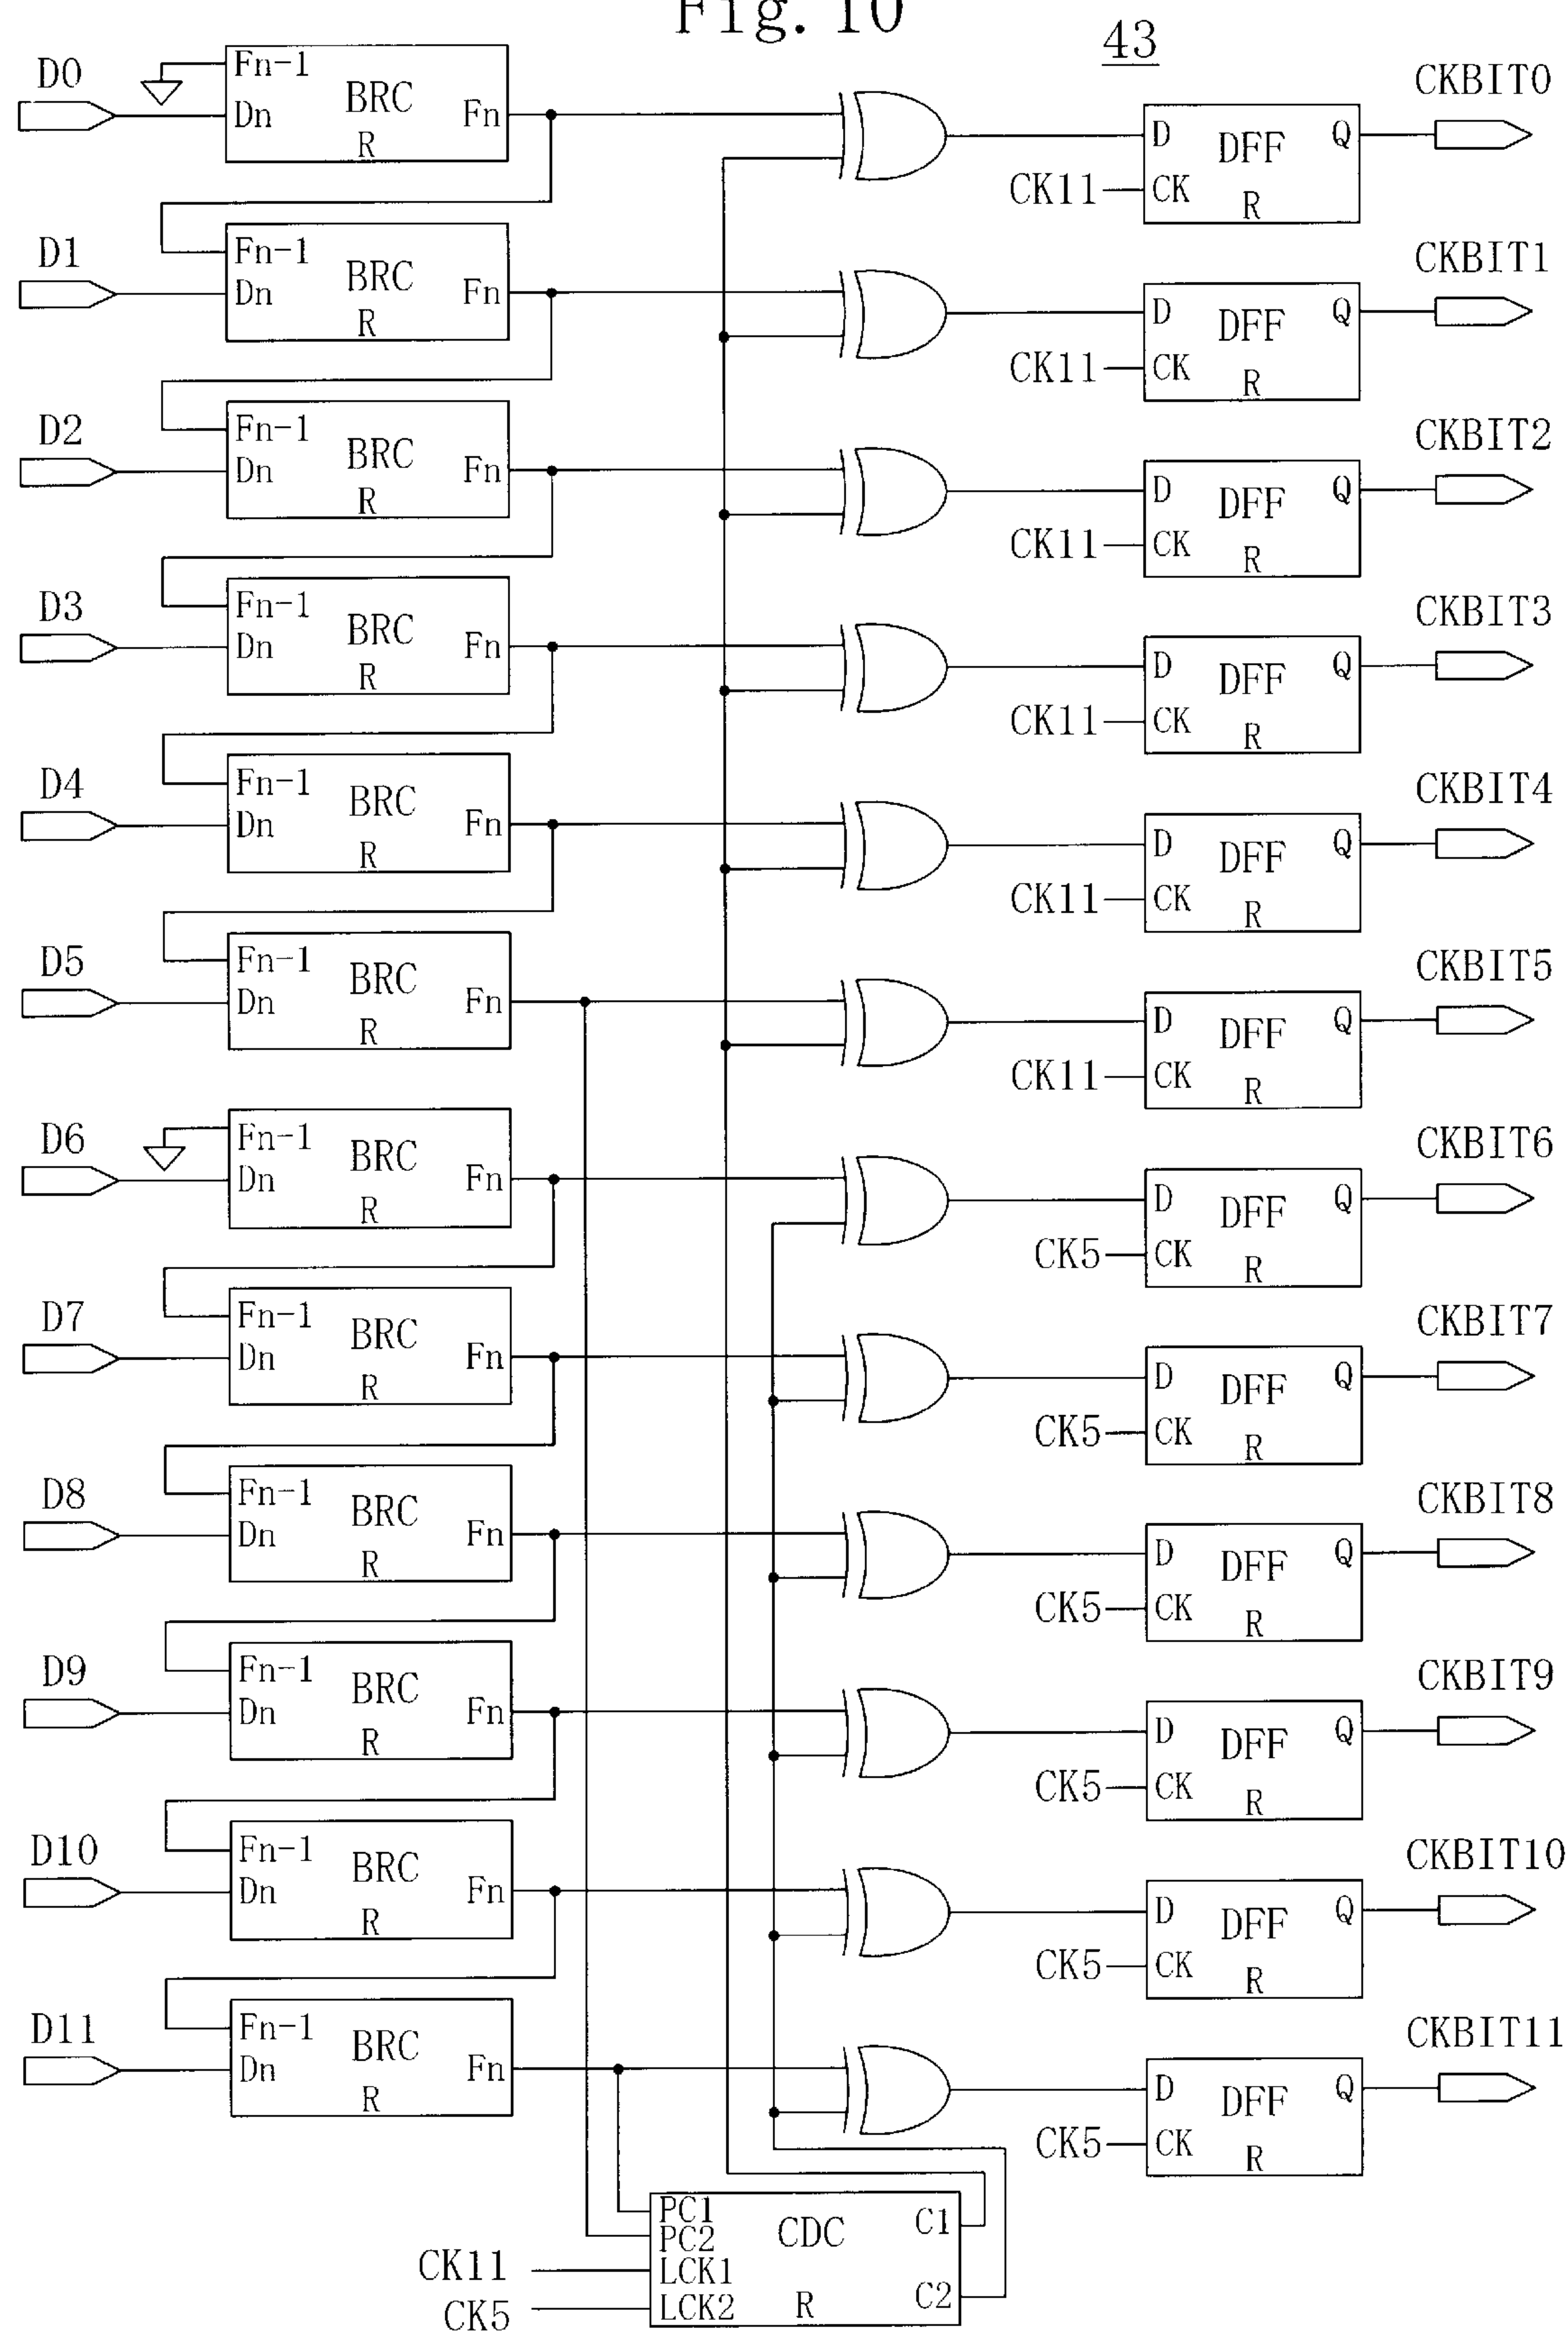 Fig. 10
43
D0
Fn-1
Dn
BRC
R
Fn
CK11
D
CK
DFF
R
Q
CKBIT0
D1
Fn-1
Dn
BRC
R
Fn
CK11
D
CK
DFF
R
Q
CKBIT1
D2
Fn-1
Dn
BRC
R
Fn
CK11
D
CK
DFF
R
Q
CKBIT2
D3
Fn-1
Dn
BRC
R
Fn
CK11
D
CK
DFF
R
Q
CKBIT3
D4
Fn-1
Dn
BRC
R
Fn
CK11
D
CK
DFF
R
Q
CKBIT4
D5
Fn-1
Dn
BRC
R
Fn
CK11
D
CK
DFF
R
Q
CKBIT5
D6
Fn-1
Dn
BRC
R
Fn
CK5
D
CK
DFF
R
Q
CKBIT6
D7
Fn-1
Dn
BRC
R
Fn
CK5
D
CK
DFF
R
Q
CKBIT7
D8
Fn-1
Dn
BRC
R
Fn
CK5
D
CK
DFF
R
Q
CKBIT8
D9
Fn-1
Dn
BRC
R
Fn
CK5
D
CK
DFF
R
Q
CKBIT9
D10
Fn-1
Dn
BRC
R
Fn
CK5
D
CK
DFF
R
Q
CKBIT10
D11
Fn-1
Dn
BRC
R
Fn
CK5
D
CK
DFF
R
Q
CKBIT11
CK11
CK5
PC1
PC2
LCK1
LCK2
CDC
R
C1
C2